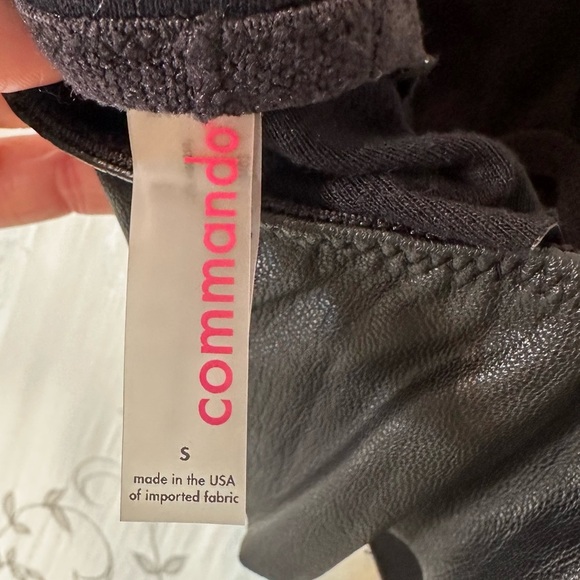 commando
S
made in the USA
of imported fabric